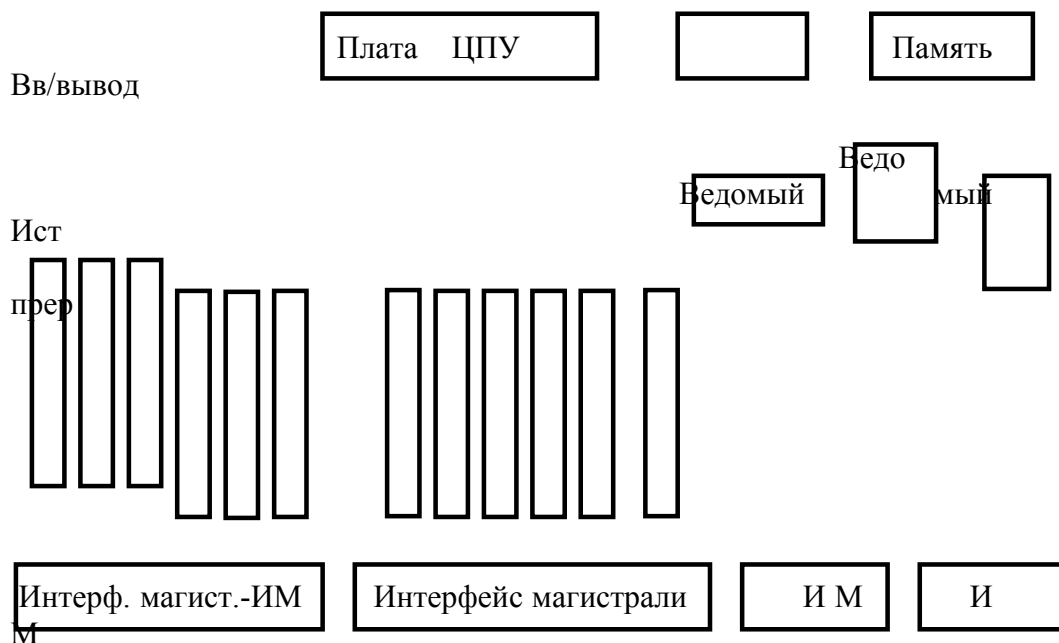 Плата ЦПУ Память
Вв/вывод
Ведо
Ведомый мый
Ист
прер
Интерф. магист.-ИМ Интерфейс магистрали И М И
М